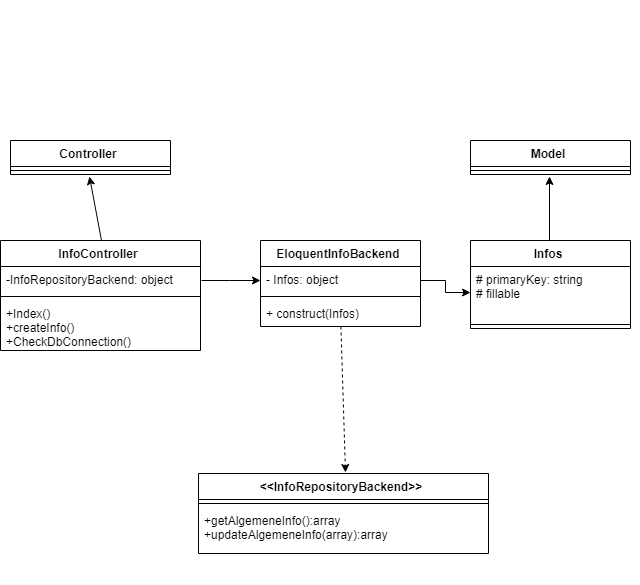 Controller
Model
InfoController
-InfoRepositoryBackend: object
+Index()
+createInfo()
+CheckDbConnection()
EloquentInfoBackend
- Infos: object
+ construct(Infos)
Infos
# primaryKey: string
# fillable
<<InfoRepositoryBackend>>
+getAlgemeneInfo():array
+updateAlgemeneInfo(array):array